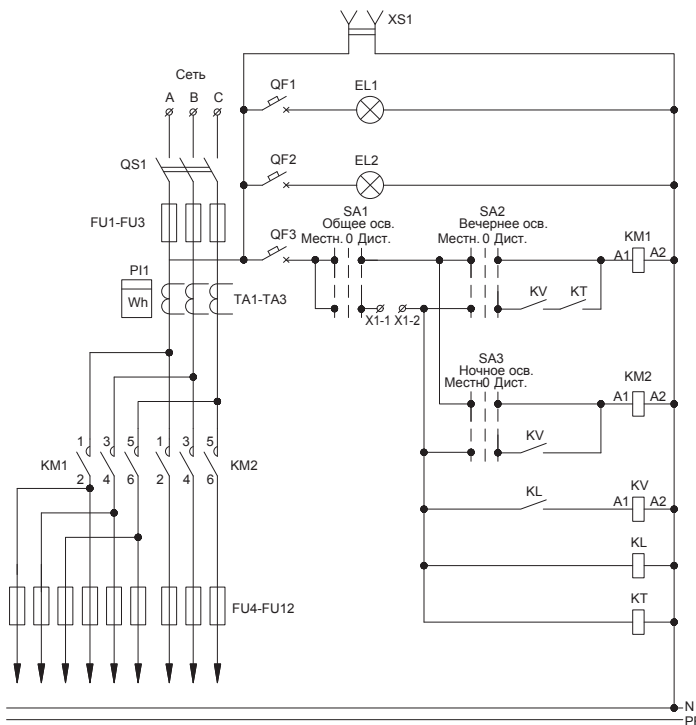 XS1
Сеть
A B C
QF1
EL1
QS1
QF2
EL2
FU1-FU3
QF3
SA1
Общее осв.
Местн. 0 Дист.
SA2
Вечернее осв.
Местн. 0 Дист.
KM1
A1 A2
PI1
Wh
TA1-TA3
X1-1 X1-2
KV KT
SA3
Ночное осв.
Местн0 Дист.
KM2
A1 A2
KM1
1 3 5 1 3 5
2 4 6 2 4 6
KM2
KV
KL
KV
A1 A2
KL
KT
FU4-FU12
N